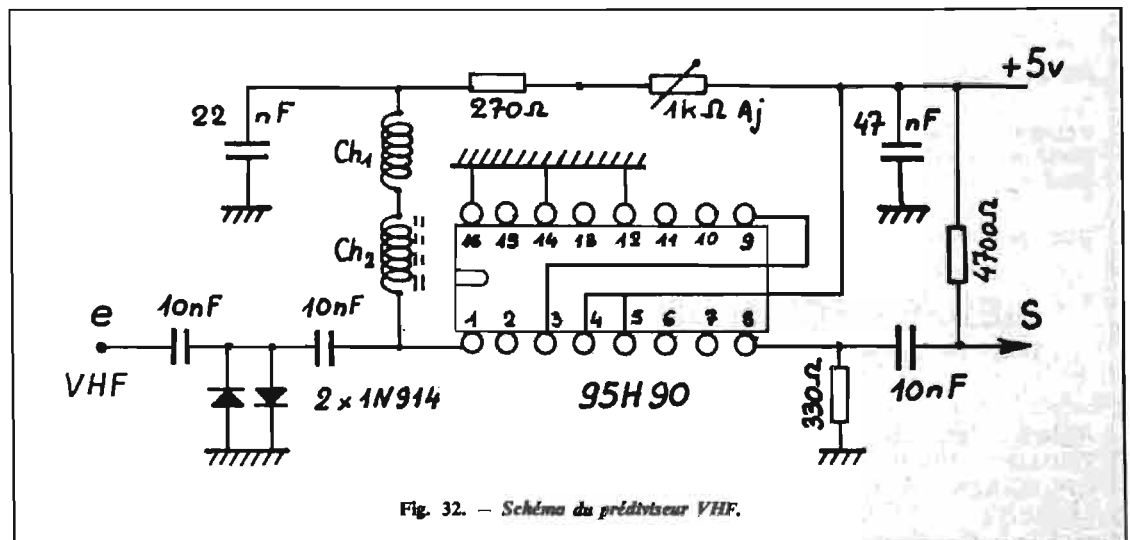 +5v
22 nF
270Ω
1kΩ Aj
47 nF
Ch1
Ch2
16 15 14 13 12 11 10 9
4700Ω
1 2 3 4 5 6 7 8
e
10nF
10nF
S
VHF
2 x 1N914
95H90
330Ω
10nF
Fig. 32. — Schéma du prédiviseur VHF.